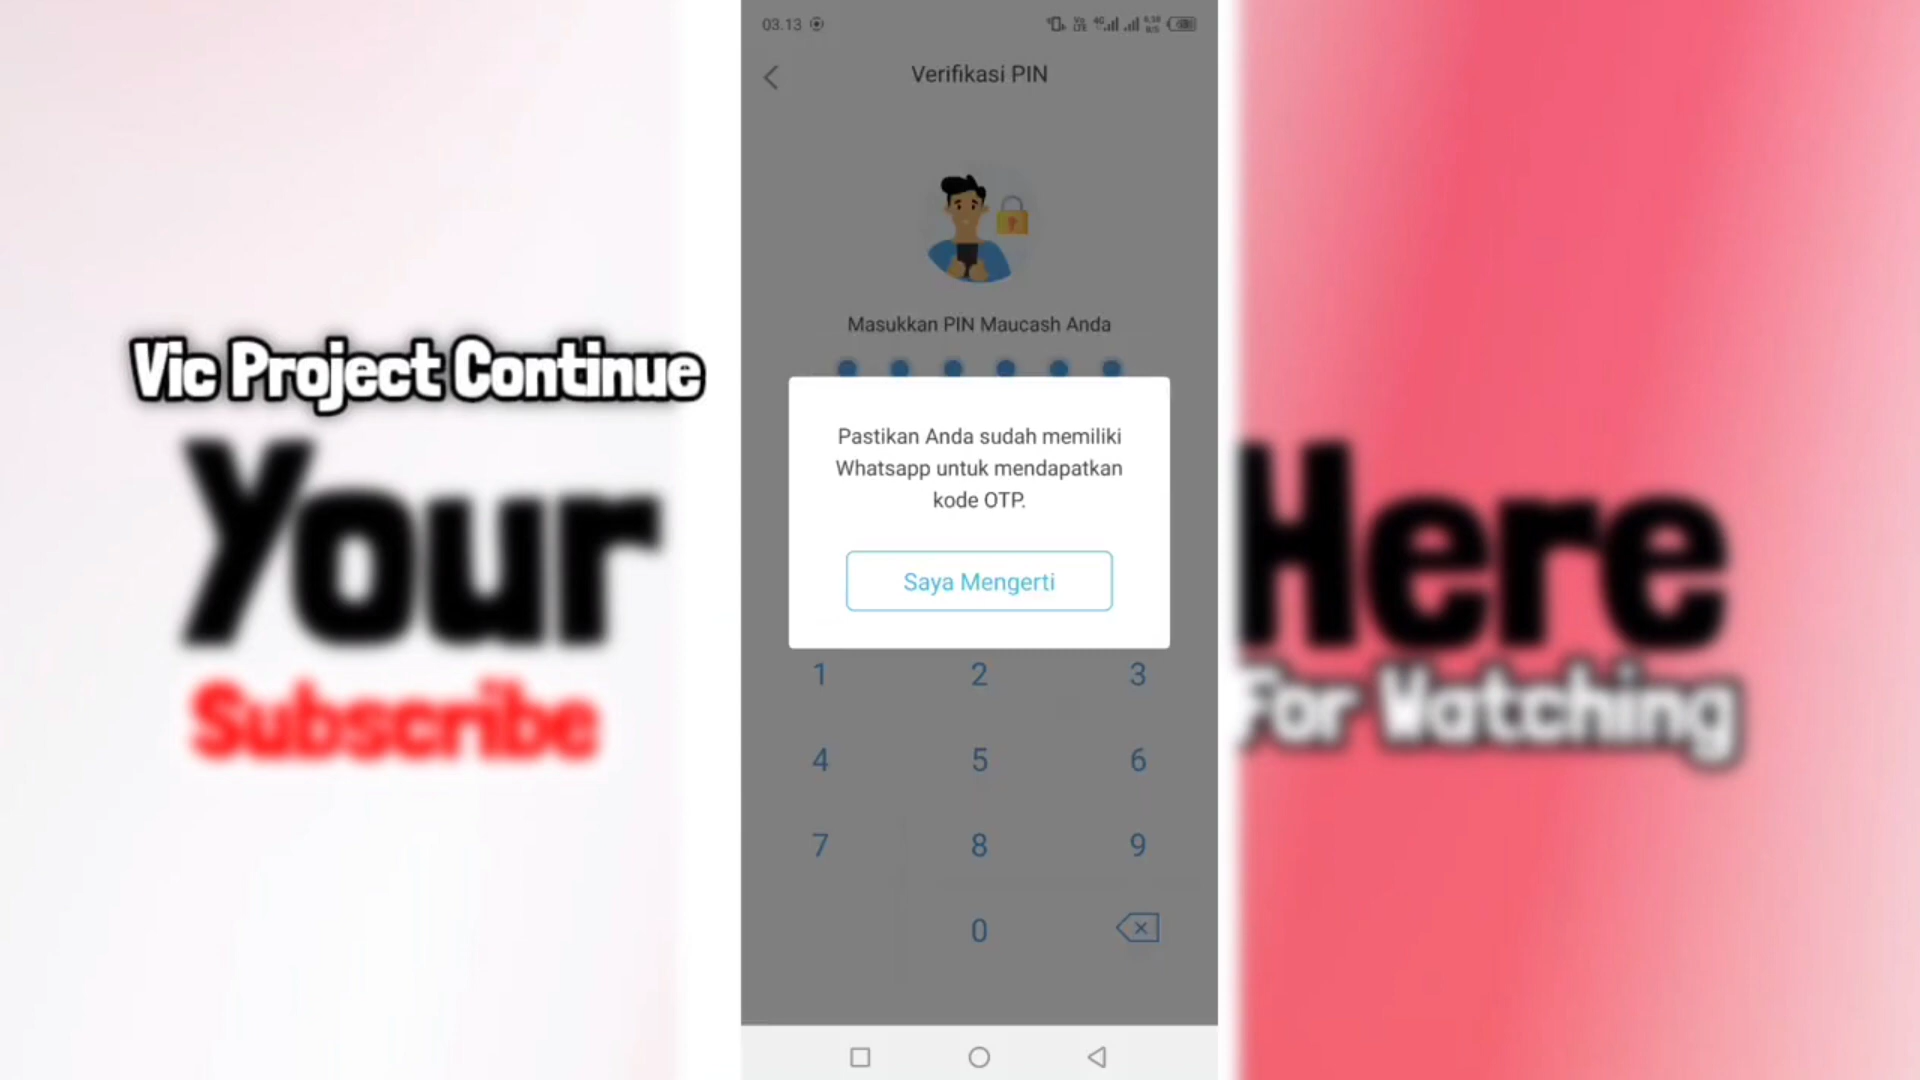 03.13
Verifikasi PIN
Masukkan PIN Maucash Anda
Pastikan Anda sudah memiliki
Whatsapp untuk mendapatkan
kode OTP.
Saya Mengerti
1 2 3
4 5 6
7 8 9
0
Vic Project Continue
Your
Subscribe
Here
For Watching